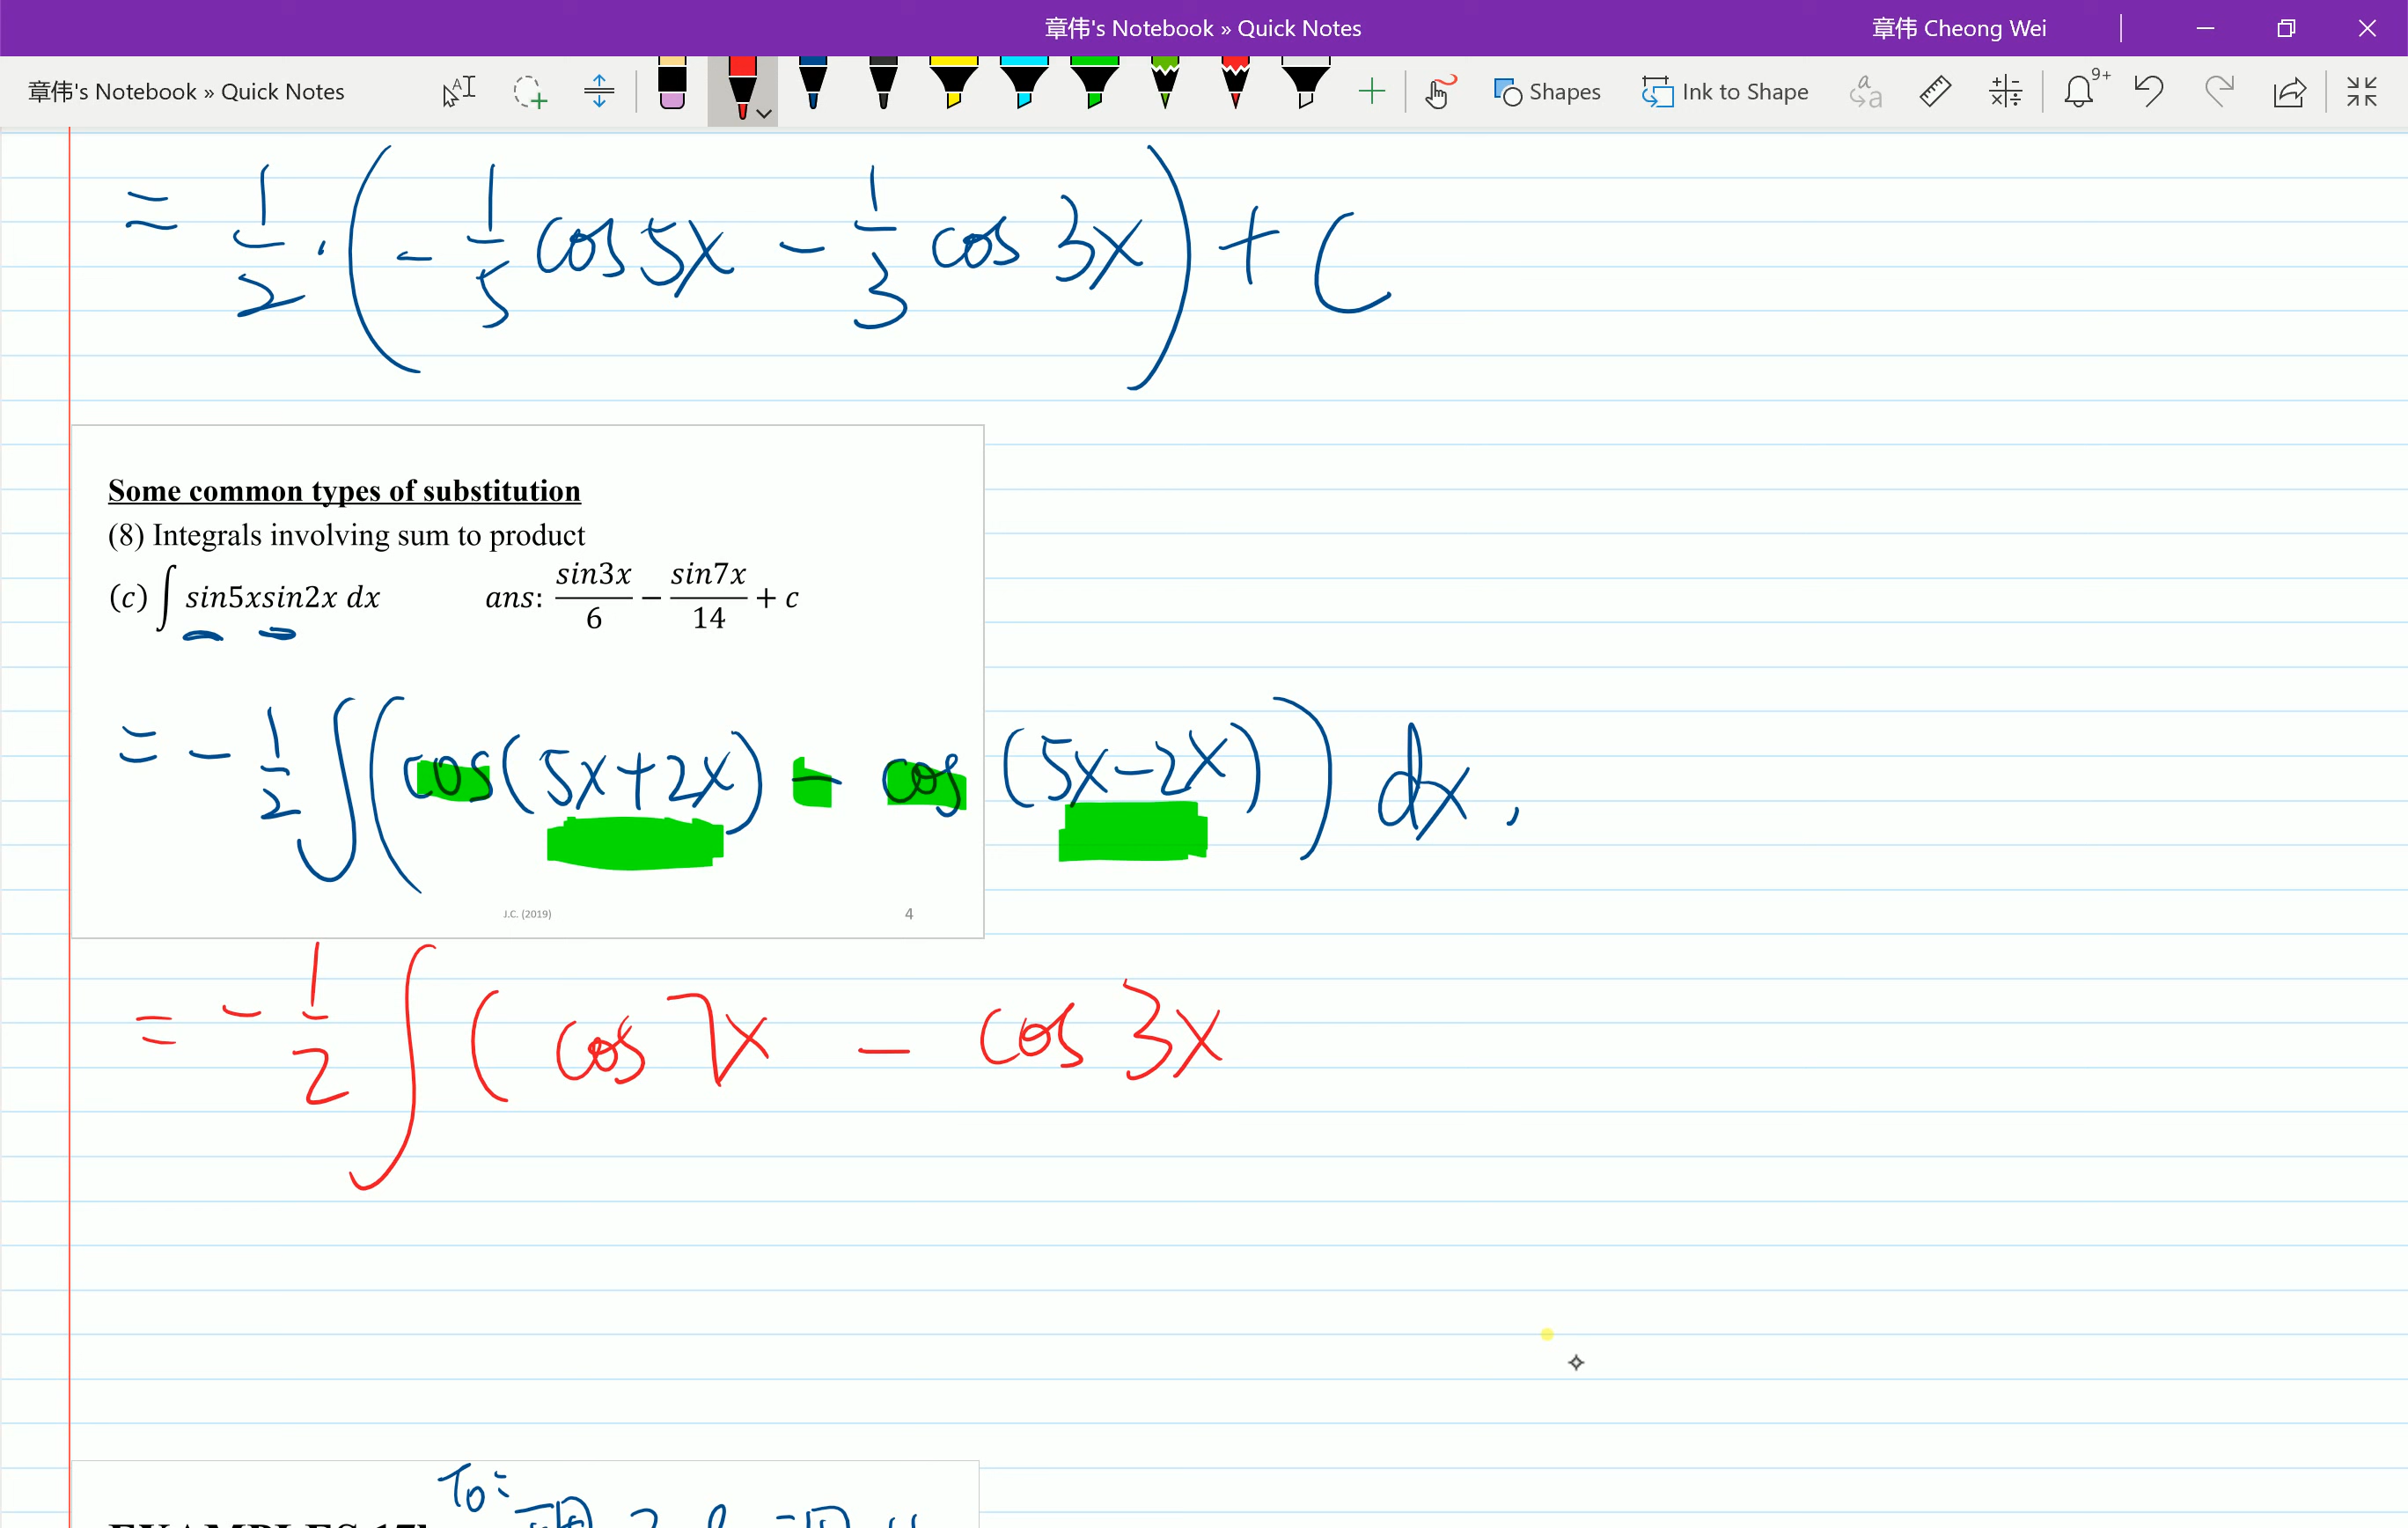 章伟's Notebook » Quick Notes
章伟 Cheong Wei
章伟's Notebook » Quick Notes
Shapes
Ink to Shape
9+
= 1/2 · ( - 1/5 cos 5x - 1/3 cos 3x ) + C
Some common types of substitution
(8) Integrals involving sum to product
(c) ∫ sin5xsin2x dx ans: sin3x/6 − sin7x/14 + c
= - 1/2 ∫ ( cos (5x+2x) - cos (5x-2x) ) dx ,
J.C. (2019)
4
= - 1/2 ∫ ( cos 7x - cos 3x
To: